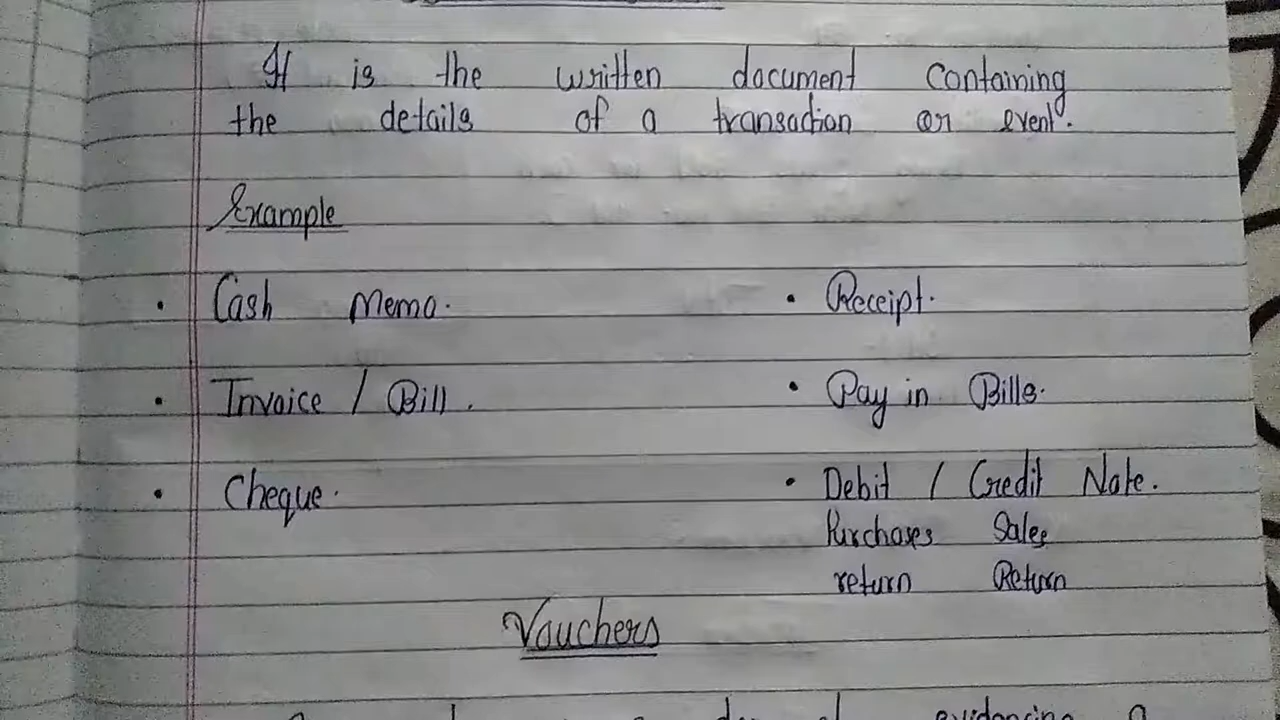 It is the written document containing
the details of a transaction or event.
Example
• Cash Memo.
• Receipt.
• Invoice / Bill.
• Pay in Bills.
• Cheque.
• Debit / Credit Note.
Purchases Sales
return Return
Vouchers
evidencing a